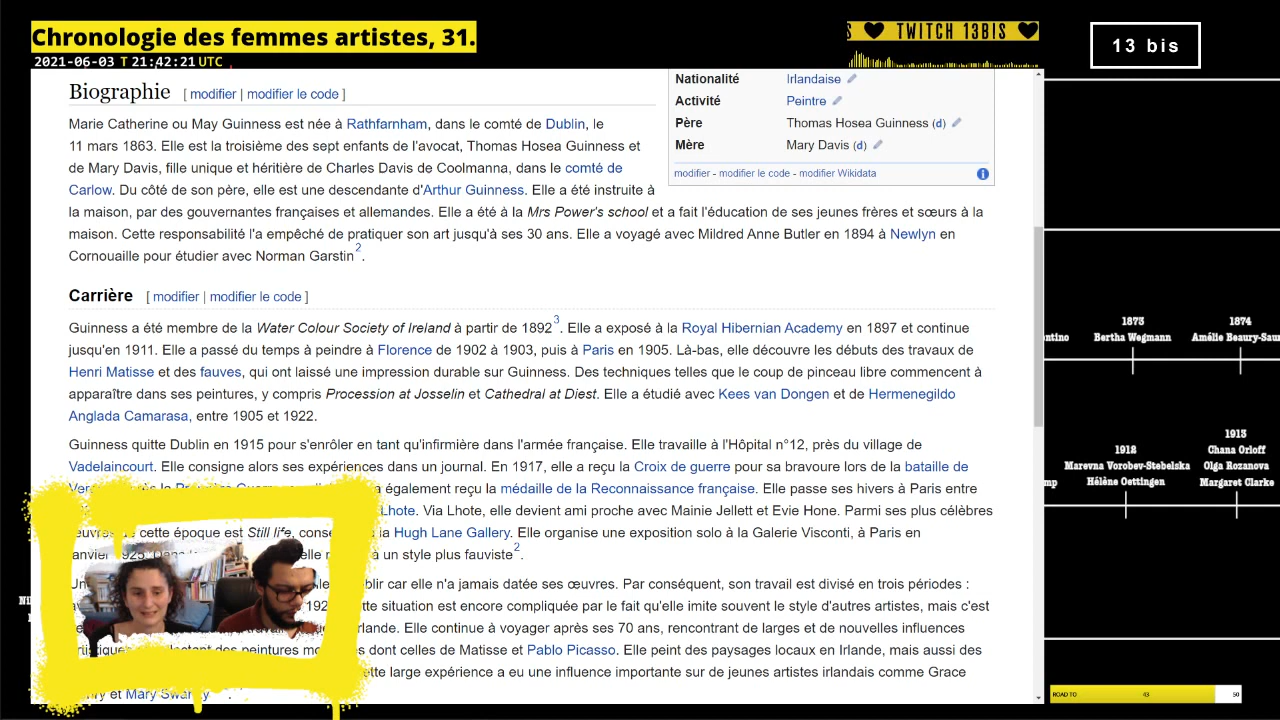 Chronologie des femmes artistes, 31.
TWITCH 13BIS
13 bis
2021-06-03 T 21:42:21 UTC
Biographie [ modifier | modifier le code ]
Nationalité Irlandaise
Activité Peintre
Père Thomas Hosea Guinness (d)
Mère Mary Davis (d)
modifier - modifier le code - modifier Wikidata
Marie Catherine ou May Guinness est née à Rathfarnham, dans le comté de Dublin, le
11 mars 1863. Elle est la troisième des sept enfants de l'avocat, Thomas Hosea Guinness et
de Mary Davis, fille unique et héritière de Charles Davis de Coolmanna, dans le comté de
Carlow. Du côté de son père, elle est une descendante d'Arthur Guinness. Elle a été instruite à
la maison, par des gouvernantes françaises et allemandes. Elle a été à la Mrs Power's school et a fait l'éducation de ses jeunes frères et sœurs à la
maison. Cette responsabilité l'a empêché de pratiquer son art jusqu'à ses 30 ans. Elle a voyagé avec Mildred Anne Butler en 1894 à Newlyn en
Cornouaille pour étudier avec Norman Garstin2.
Carrière [ modifier | modifier le code ]
Guinness a été membre de la Water Colour Society of Ireland à partir de 18923. Elle a exposé à la Royal Hibernian Academy en 1897 et continue
jusqu'en 1911. Elle a passé du temps à peindre à Florence de 1902 à 1903, puis à Paris en 1905. Là-bas, elle découvre les débuts des travaux de
Henri Matisse et des fauves, qui ont laissé une impression durable sur Guinness. Des techniques telles que le coup de pinceau libre commencent à
apparaître dans ses peintures, y compris Procession at Josselin et Cathedral at Diest. Elle a étudié avec Kees van Dongen et de Hermenegildo
Anglada Camarasa, entre 1905 et 1922.
Guinness quitte Dublin en 1915 pour s'enrôler en tant qu'infirmière dans l'armée française. Elle travaille à l'Hôpital n°12, près du village de
Vadelaincourt. Elle consigne alors ses expériences dans un journal. En 1917, elle a reçu la Croix de guerre pour sa bravoure lors de la bataille de
a également reçu la médaille de la Reconnaissance française. Elle passe ses hivers à Paris entre
Lhote. Via Lhote, elle devient ami proche avec Mainie Jellett et Evie Hone. Parmi ses plus célèbres
cette époque est Still life, Hugh Lane Gallery. Elle organise une exposition solo à la Galerie Visconti, à Paris en
à un style plus fauviste2.
car elle n'a jamais datée ses œuvres. Par conséquent, son travail est divisé en trois périodes :
situation est encore compliquée par le fait qu'elle imite souvent le style d'autres artistes, mais c'est
Elle continue à voyager après ses 70 ans, rencontrant de larges et de nouvelles influences
dont celles de Matisse et Pablo Picasso. Elle peint des paysages locaux en Irlande, mais aussi des
large expérience a eu une influence importante sur de jeunes artistes irlandais comme Grace
et Mary Swanzy
1873
Bertha Wegmann
1874
1912
Marevna Vorobev-Stebelska
Hélène Oettingen
1913
Chana Orloff
Olga Rozanova
Margaret Clarke
ROAD TO 43 50